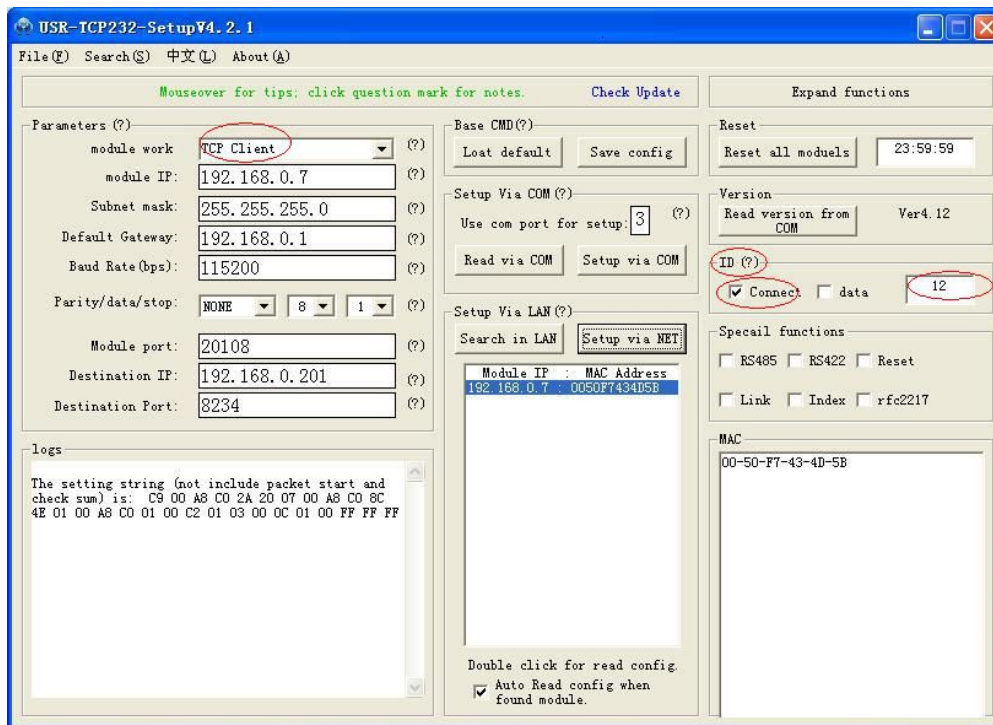 USR-TCP232-SetupV4.2.1
File(F) Search(S) 中文(L) About(A)
Mouseover for tips; click question mark for notes. Check Update
Expand functions
Parameters (?)
module work TCP Client (?)
module IP: 192.168.0.7 (?)
Subnet mask: 255.255.255.0 (?)
Default Gateway: 192.168.0.1 (?)
Baud Rate(bps): 115200 (?)
Parity/data/stop: NONE 8 1 (?)
Module port: 20108 (?)
Destination IP: 192.168.0.201 (?)
Destination Port: 8234 (?)
logs
The setting string (not include packet start and
check sum) is: C9 00 A8 C0 2A 20 07 00 A8 C0 8C
4E 01 00 A8 C0 01 00 C2 01 03 00 0C 01 00 FF FF FF
Base CMD(?)
Loat default Save config
Setup Via COM(?)
Use com port for setup: 3 (?)
Read via COM Setup via COM
Setup Via LAN(?)
Search in LAN Setup via NET
Module IP : MAC Address
192.168.0.7 : 0050F7434D5B
Double click for read config.
Auto Read config when
found module.
Reset
Reset all moduels 23:59:59
Version
Read version from
COM
Ver4.12
ID(?)
Connect data 12
Specail functions
RS485 RS422 Reset
Link Index rfc2217
MAC
00-50-F7-43-4D-5B